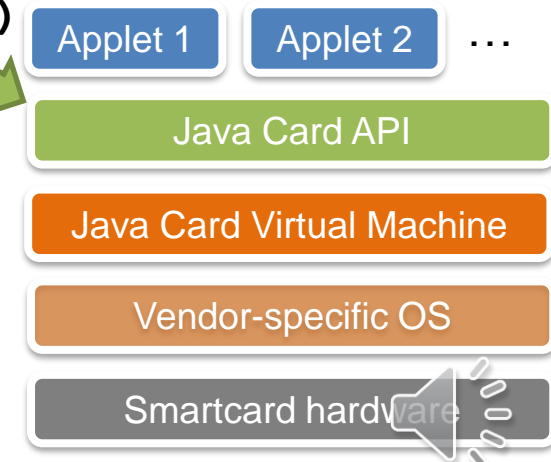 )
Applet 1 Applet 2 ...
Java Card API
Java Card Virtual Machine
Vendor-specific OS
Smartcard hardware